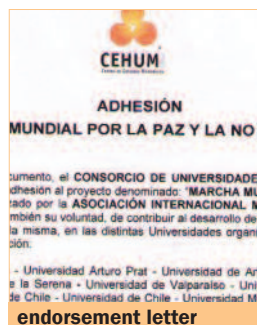 CEHUM
ADHESIÓN
MUNDIAL POR LA PAZ Y LA NO
cumento, el CONSORCIO DE UNIVERSIDADE
dhesión al proyecto denominado: "MARCHA MU
zado por la ASOCIACIÓN INTERNACIONAL M
mbién su voluntad, de contribuir al desarrollo de
la misma, en las distintas Universidades organi
ción:
- Universidad Arturo Prat - Universidad de An
e la Serena - Universidad de Valparaíso - Uni
de Chile - Universidad de Chile - Universidad M
endorsement letter